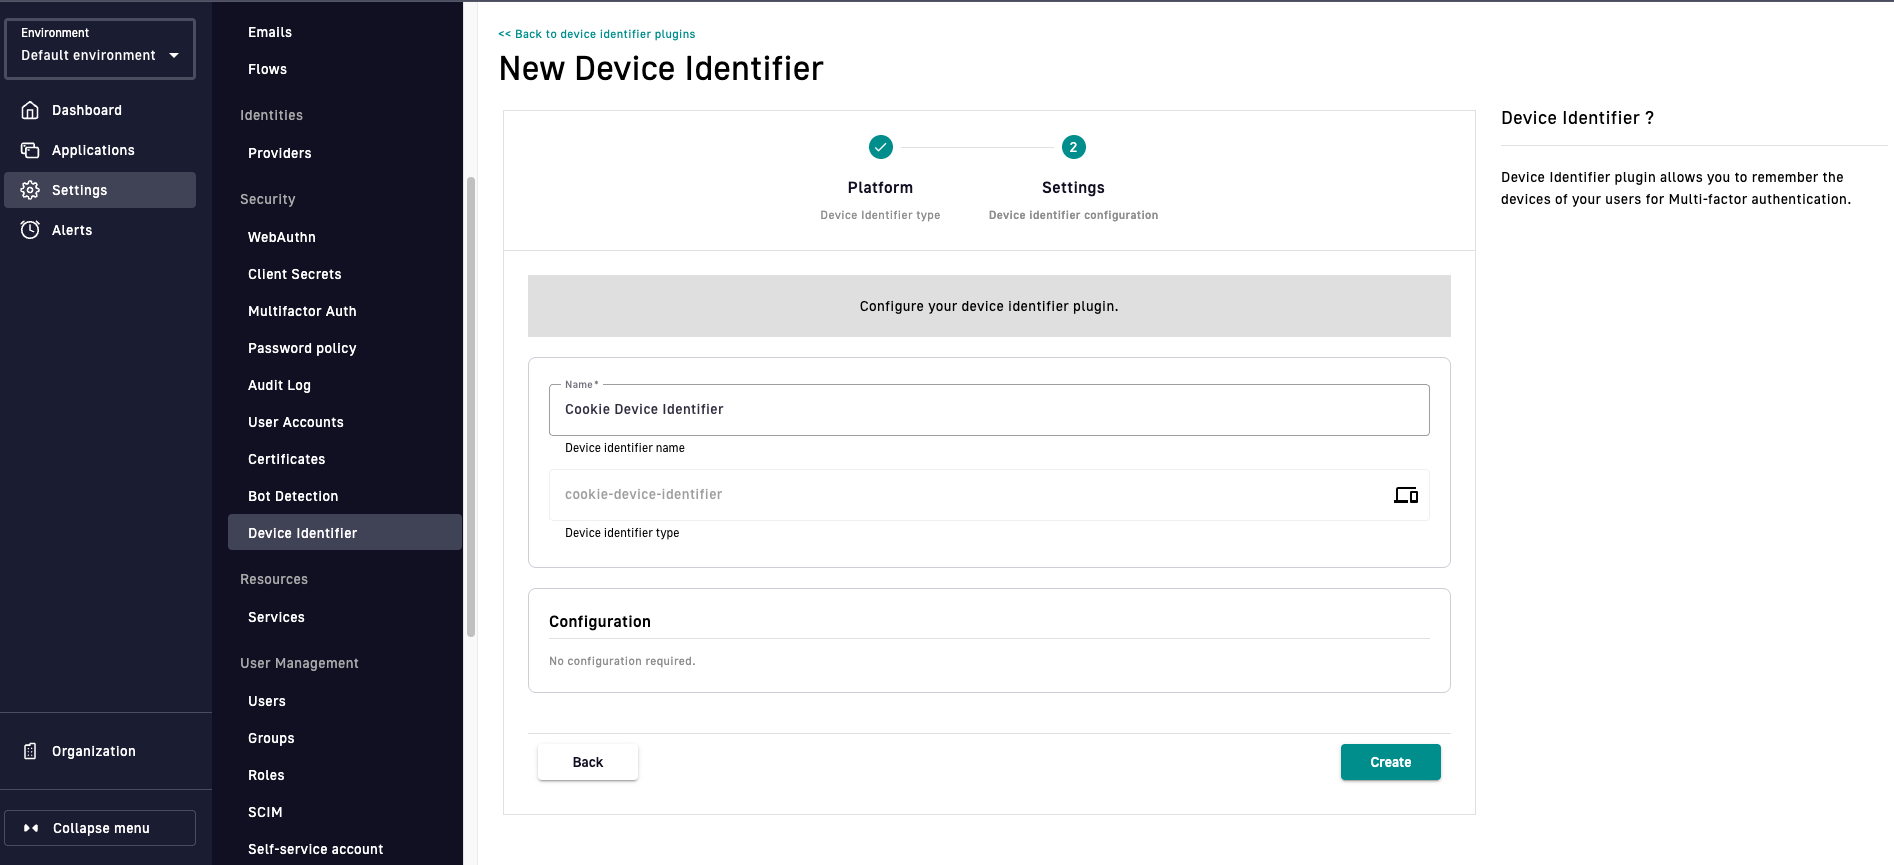 Environment
Default environment
Dashboard
Applications
Settings
Alerts
Organization
Collapse menu
Emails
Flows
Identities
Providers
Security
WebAuthn
Client Secrets
Multifactor Auth
Password policy
Audit Log
User Accounts
Certificates
Bot Detection
Device Identifier
Resources
Services
User Management
Users
Groups
Roles
SCIM
Self-service account
<< Back to device identifier plugins
New Device Identifier
2
Platform
Settings
Device Identifier type
Device identifier configuration
Configure your device identifier plugin.
Name*
Cookie Device Identifier
Device identifier name
cookie-device-identifier
Device identifier type
Configuration
No configuration required.
Back
Create
Device Identifier ?
Device Identifier plugin allows you to remember the
devices of your users for Multi-factor authentication.